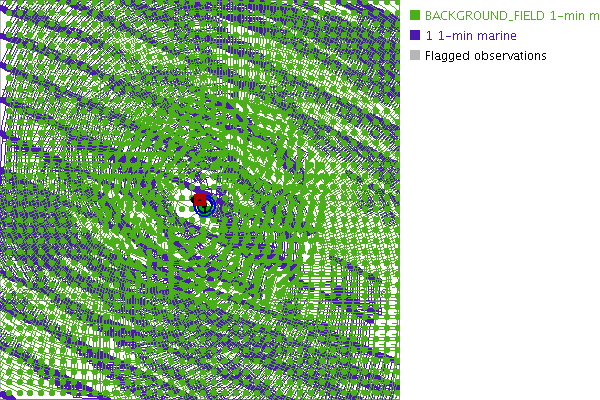 BACKGROUND_FIELD 1-min m
1 1-min marine
Flagged observations